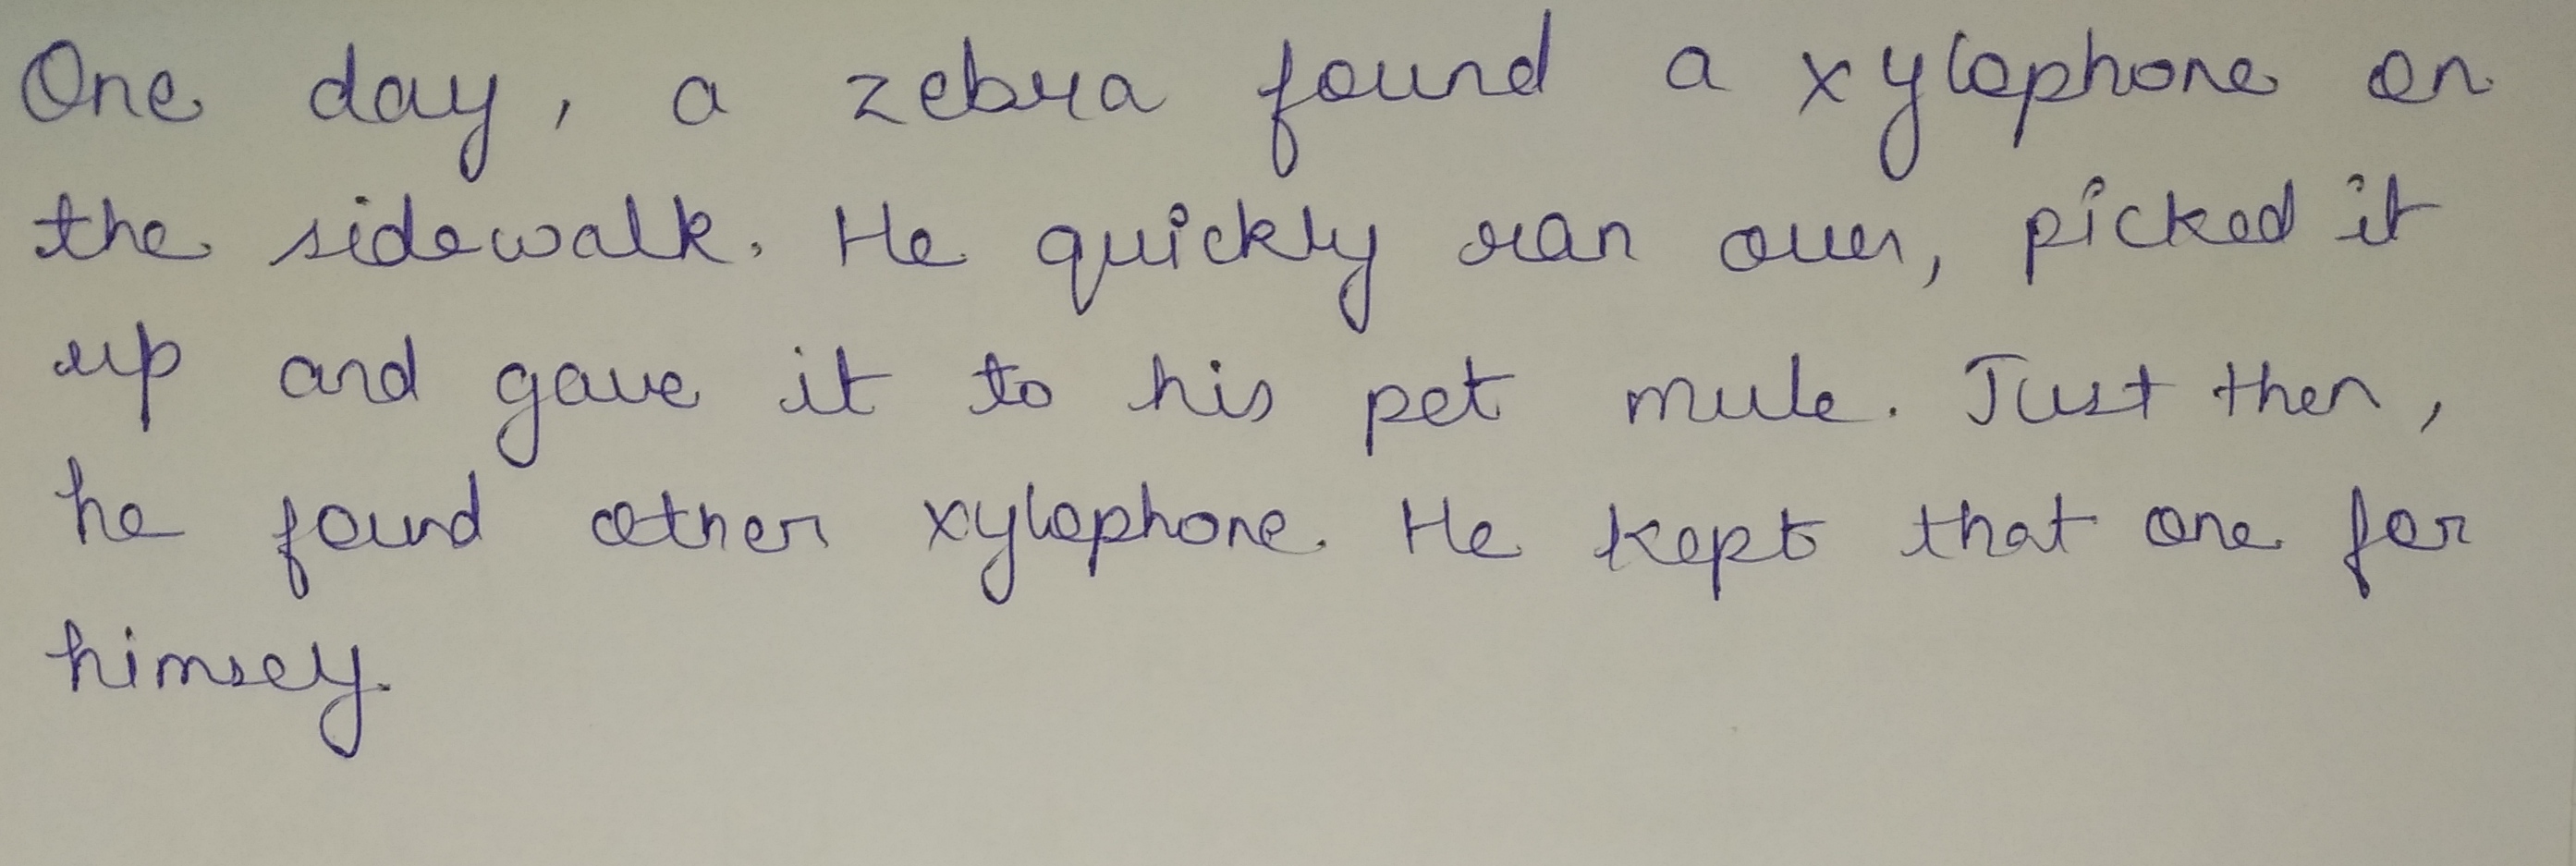 One day, a zebra found a xylophone on
the sidewalk. He quickly ran over, picked it
up and gave it to his pet mule. Just then,
he found other xylophone. He kept that one for
himself.